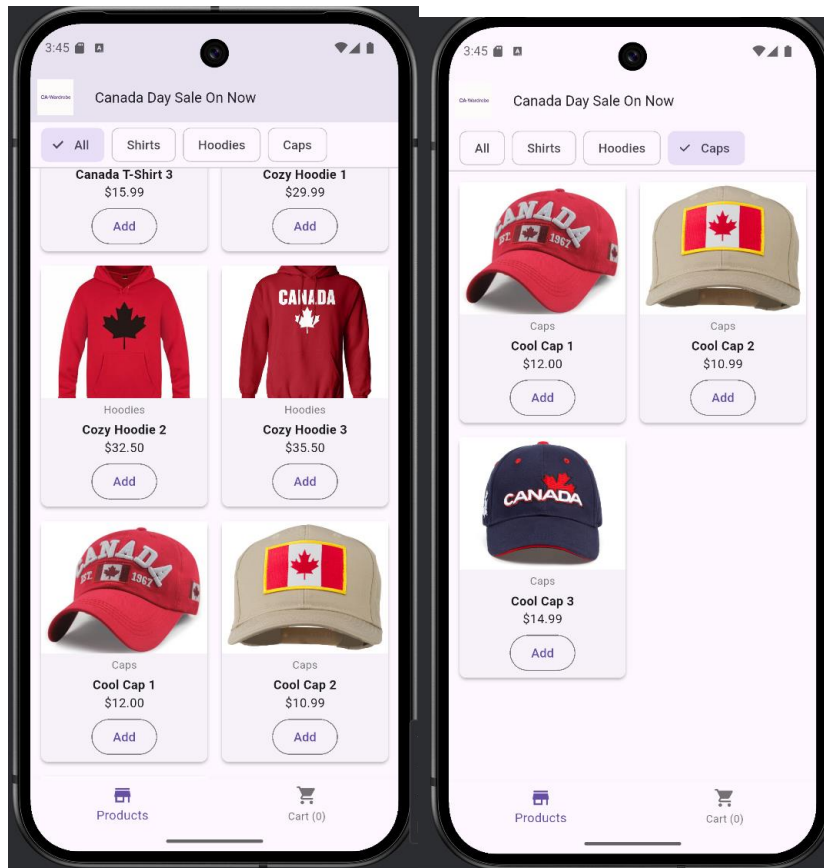 3:45
CA-Wardrobe
Canada Day Sale On Now
All
Shirts
Hoodies
Caps
Canada T-Shirt 3
$15.99
Add
Cozy Hoodie 1
$29.99
Add
Hoodies
Cozy Hoodie 2
$32.50
Add
CANADA
Hoodies
Cozy Hoodie 3
$35.50
Add
CANADA
EST. 1967
Caps
Cool Cap 1
$12.00
Add
Caps
Cool Cap 2
$10.99
Add
Products
Cart (0)
3:45
CA-Wardrobe
Canada Day Sale On Now
All
Shirts
Hoodies
Caps
CANADA
EST. 1967
Caps
Cool Cap 1
$12.00
Add
Caps
Cool Cap 2
$10.99
Add
CANADA
Caps
Cool Cap 3
$14.99
Add
Products
Cart (0)